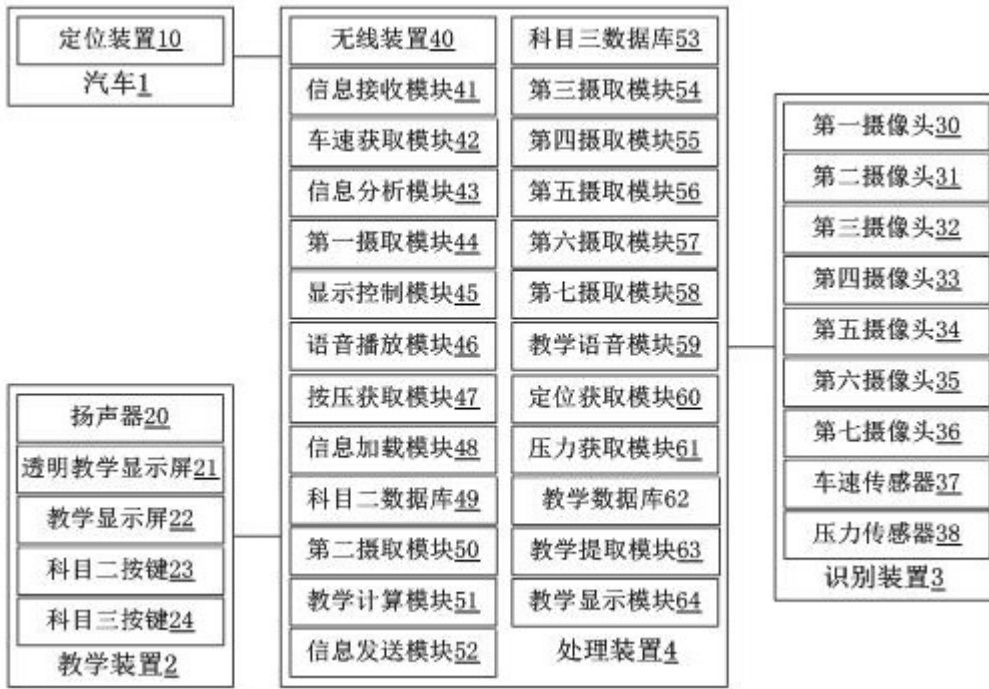 定位装置10
汽车1
扬声器20
透明教学显示屏21
教学显示屏22
科目二按键23
科目三按键24
教学装置2
无线装置40
信息接收模块41
车速获取模块42
信息分析模块43
第一摄取模块44
显示控制模块45
语音播放模块46
按压获取模块47
信息加载模块48
科目二数据库49
第二摄取模块50
教学计算模块51
信息发送模块52
科目三数据库53
第三摄取模块54
第四摄取模块55
第五摄取模块56
第六摄取模块57
第七摄取模块58
教学语音模块59
定位获取模块60
压力获取模块61
教学数据库62
教学提取模块63
教学显示模块64
处理装置4
第一摄像头30
第二摄像头31
第三摄像头32
第四摄像头33
第五摄像头34
第六摄像头35
第七摄像头36
车速传感器37
压力传感器38
识别装置3